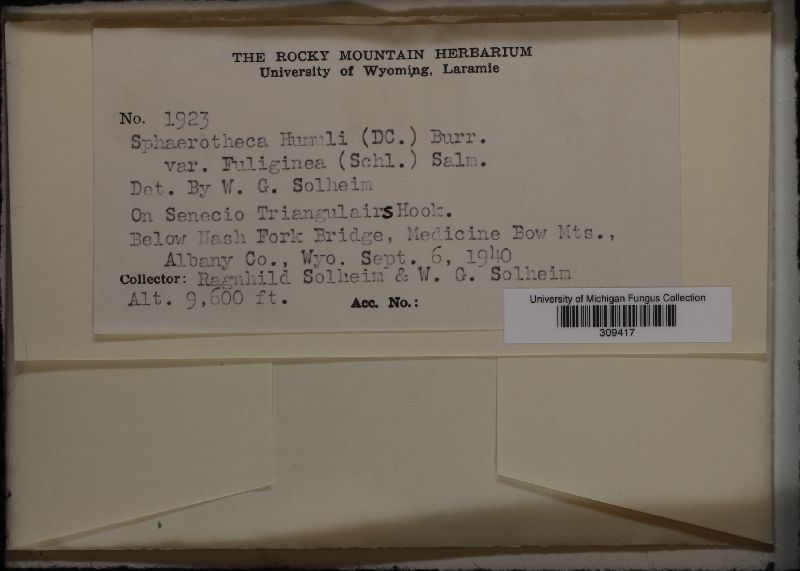 THE ROCKY MOUNTAIN HERBARIUM
University of Wyoming, Laramie
No. 1923
Sphaerotheca Humuli (DC.) Burr.
var. Fuliginea (Schl.) Salm.
Det. By W. G. Solheim
On Senecio Triangulairs Hook.
Below Nash Fork Bridge, Medicine Bow Mts.,
Albany Co., Wyo. Sept. 6, 1940
Collector: Ragnhild Solheim & W. G. Solheim
Alt. 9,600 ft. Acc. No.:
University of Michigan Fungus Collection
309417